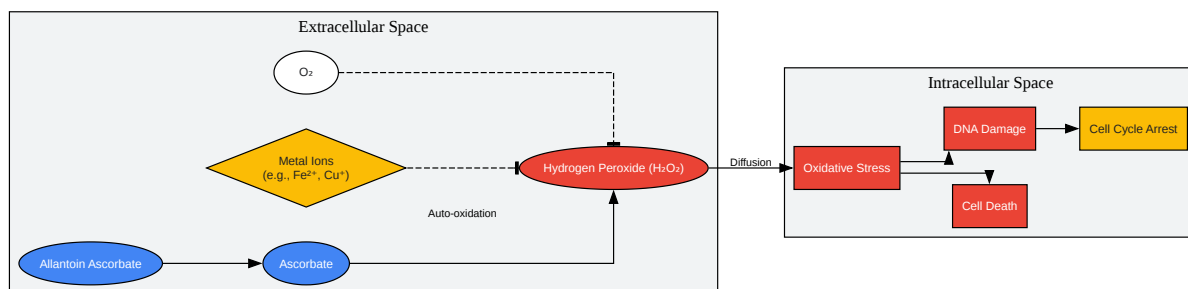 Extracellular Space
O₂
Metal Ions
(e.g., Fe²⁺, Cu⁺)
Hydrogen Peroxide (H₂O₂)
Auto-oxidation
Allantoin Ascorbate
Ascorbate
Diffusion
Intracellular Space
Oxidative Stress
DNA Damage
Cell Cycle Arrest
Cell Death